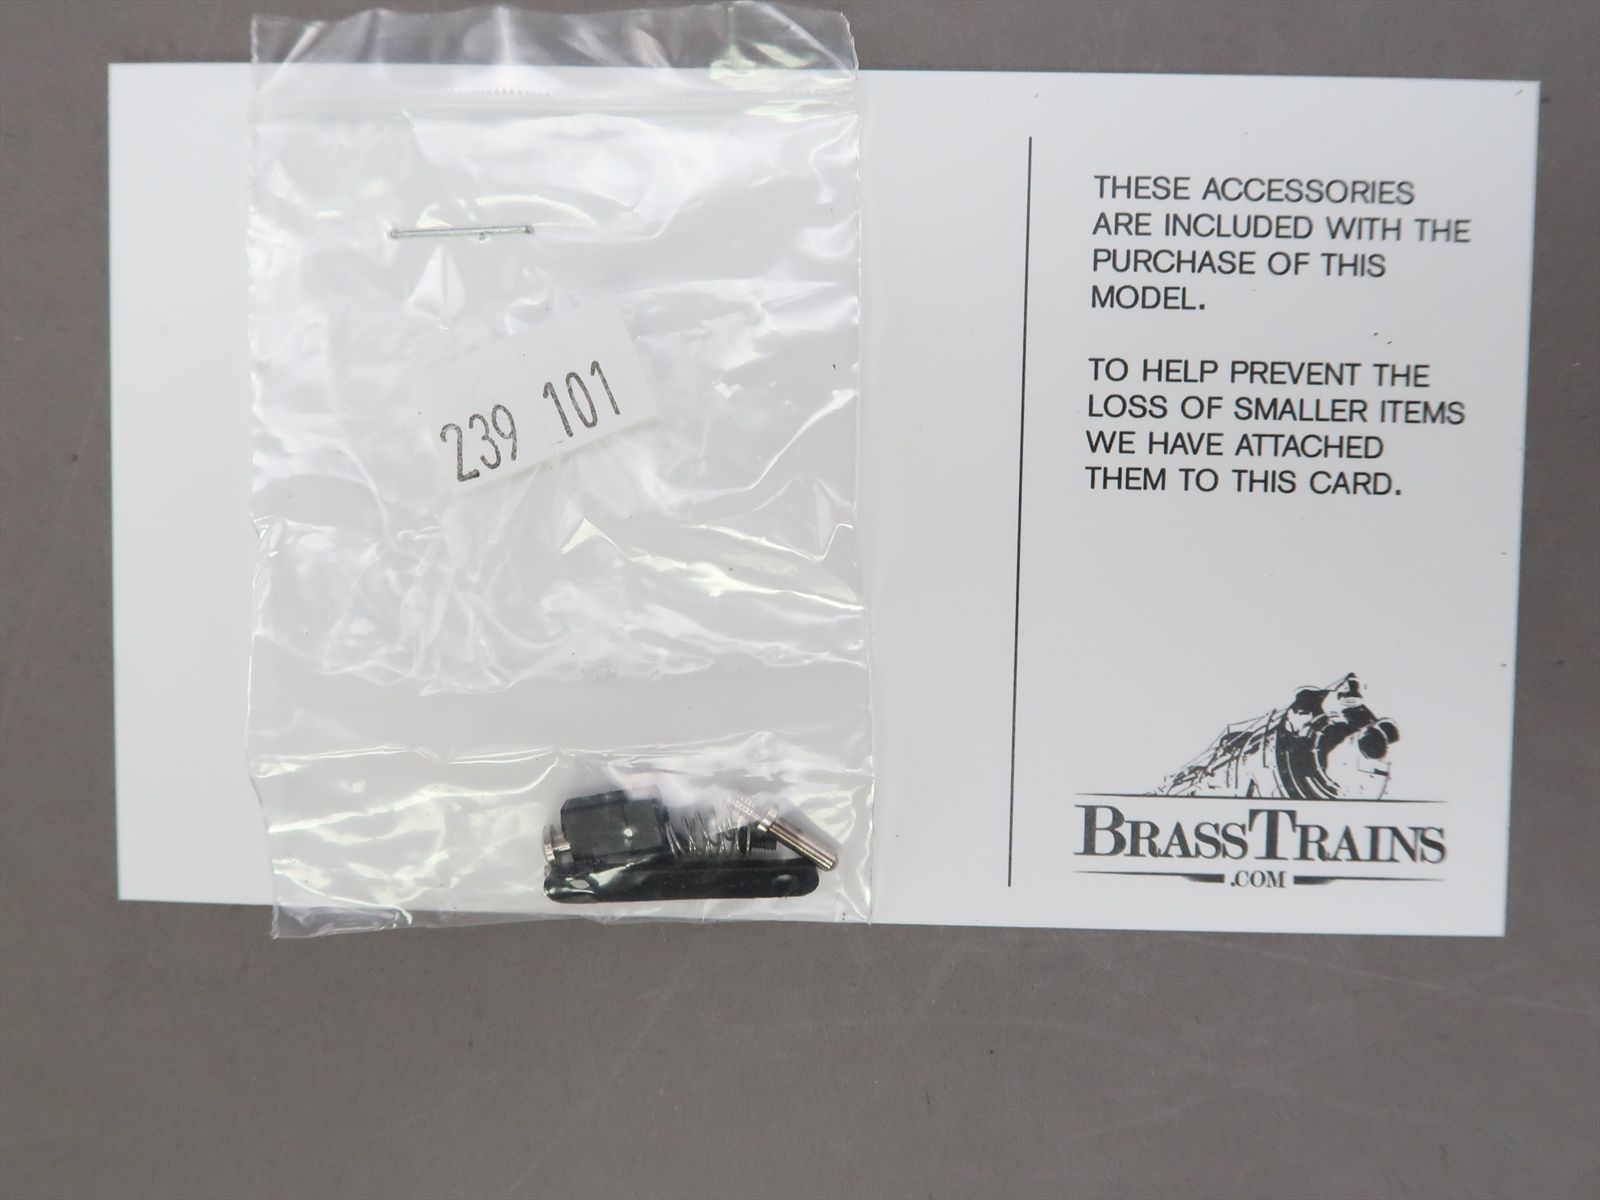 239 101
THESE ACCESSORIES
ARE INCLUDED WITH THE
PURCHASE OF THIS
MODEL.
TO HELP PREVENT THE
LOSS OF SMALLER ITEMS
WE HAVE ATTACHED
THEM TO THIS CARD.
BRASSTRAINS
.COM